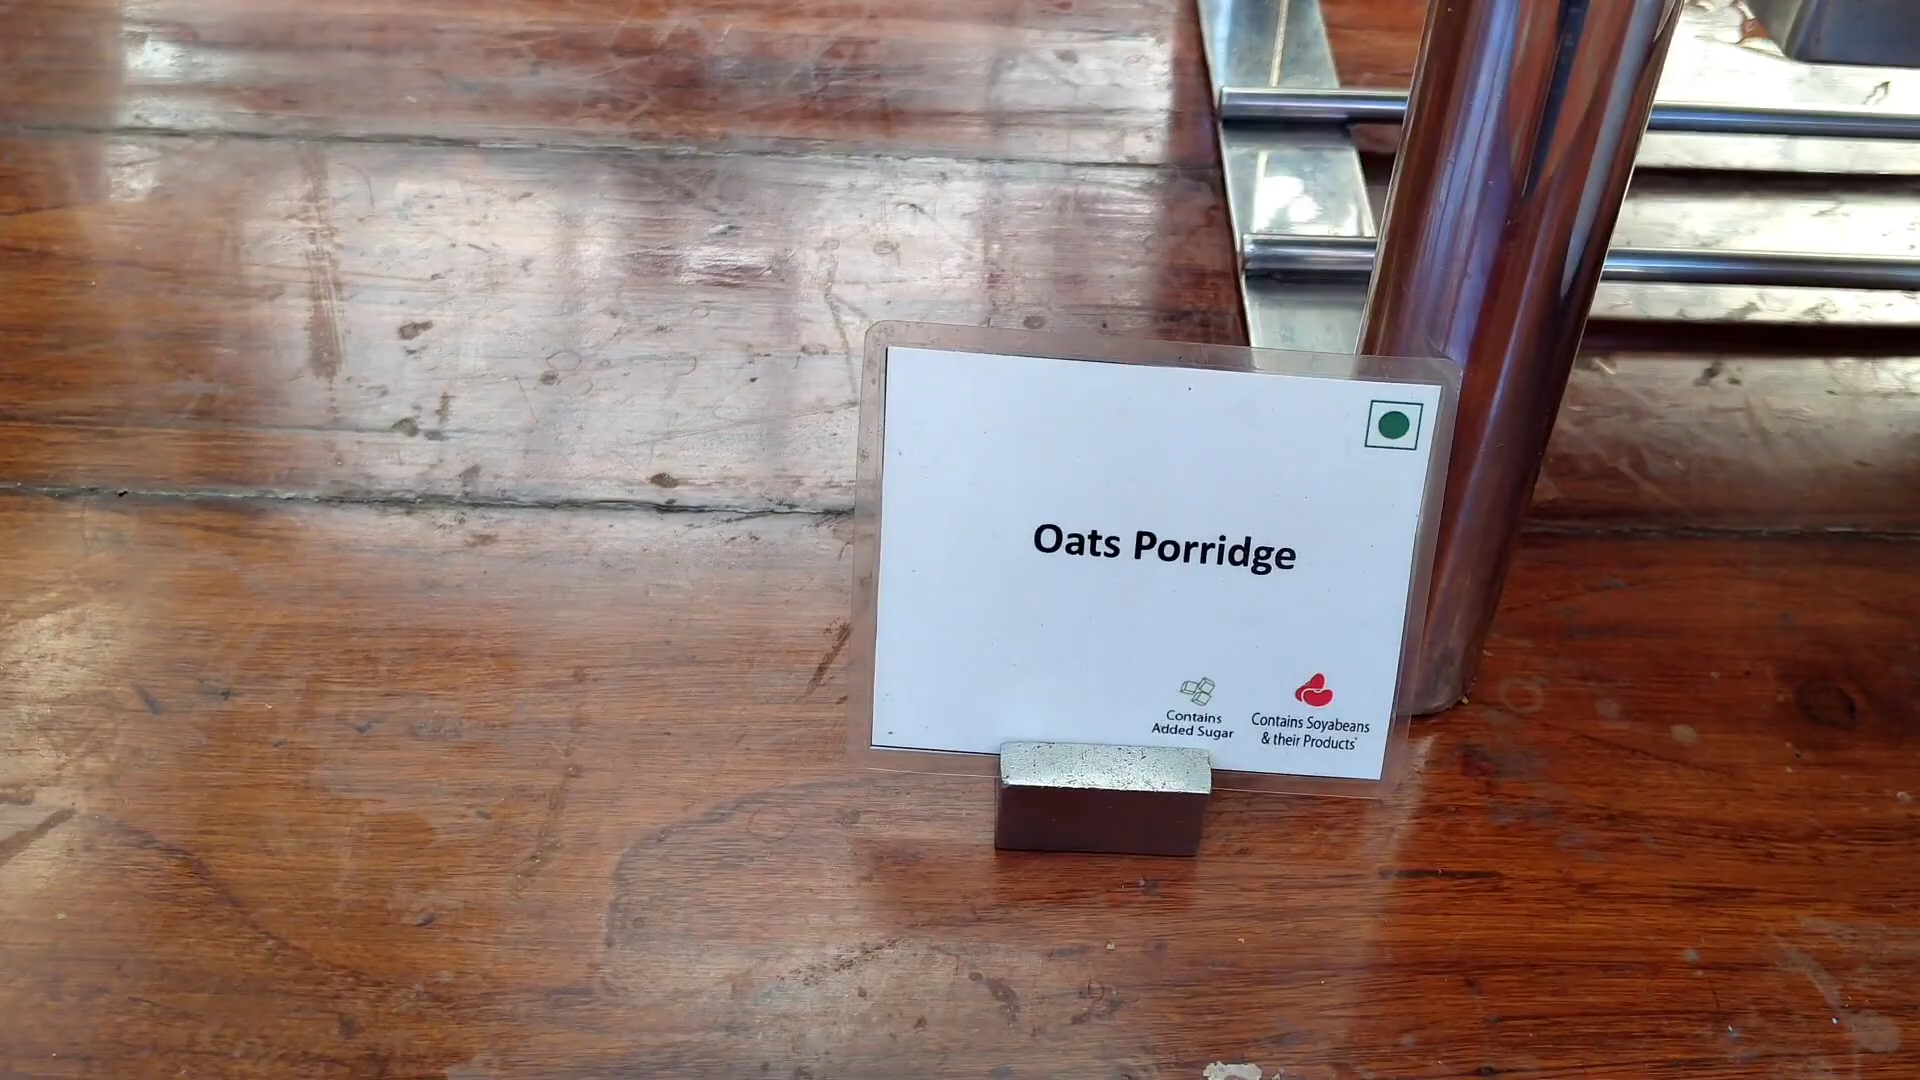 Oats Porridge
Contains
Added Sugar
Contains Soyabeans
& their Products